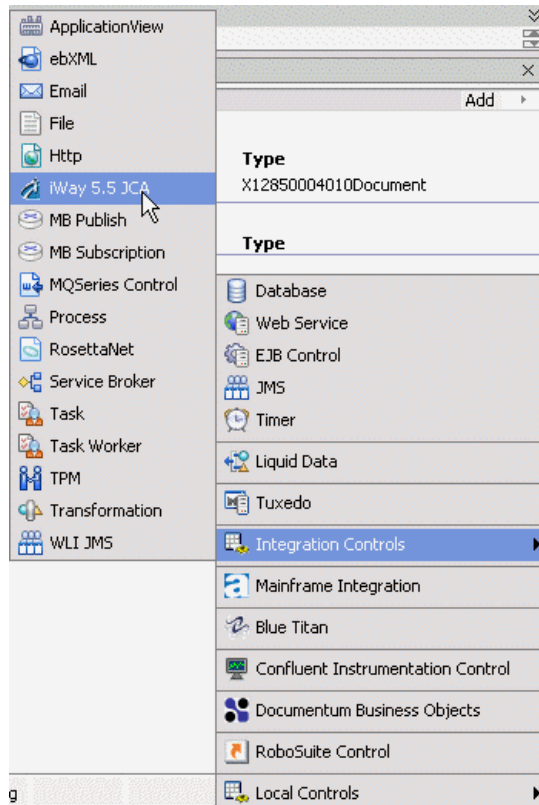 ApplicationView
ebXML
Email
File
Http
iWay 5.5 JCA
MB Publish
MB Subscription
MQSeries Control
Process
RosettaNet
Service Broker
Task
Task Worker
TPM
Transformation
WLI JMS
Add
Type
X12850004010Document
Type
Database
Web Service
EJB Control
JMS
Timer
Liquid Data
Tuxedo
Integration Controls
Mainframe Integration
Blue Titan
Confluent Instrumentation Control
Documentum Business Objects
RoboSuite Control
Local Controls
g